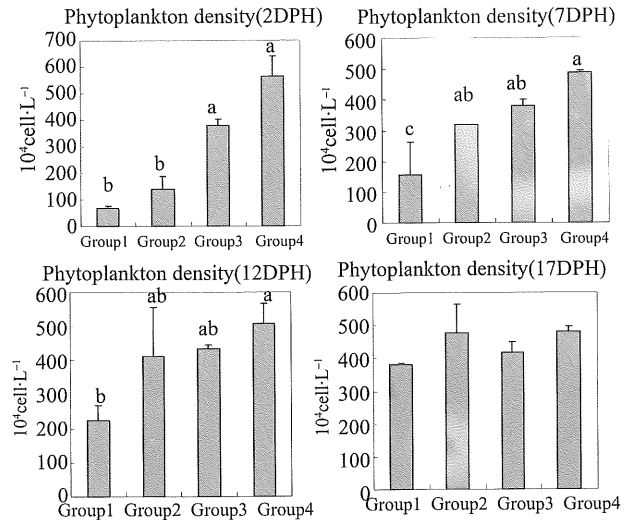 Phytoplankton density(2DPH)
700
600
500
400
300
200
100
0
10⁴cell·L⁻¹
b
b
a
a
Group1 Group2 Group3 Group4
Phytoplankton density(7DPH)
600
500
400
300
200
100
0
10⁴cell·L⁻¹
c
ab
ab
a
Group1 Group2 Group3 Group4
Phytoplankton density(12DPH)
600
500
400
300
200
100
0
10⁴cell·L⁻¹
b
ab
ab
a
Group1 Group2 Group3 Group4
Phytoplankton density(17DPH)
600
500
400
300
200
100
0
10⁴cell·L⁻¹
Group1 Group2 Group3 Group4